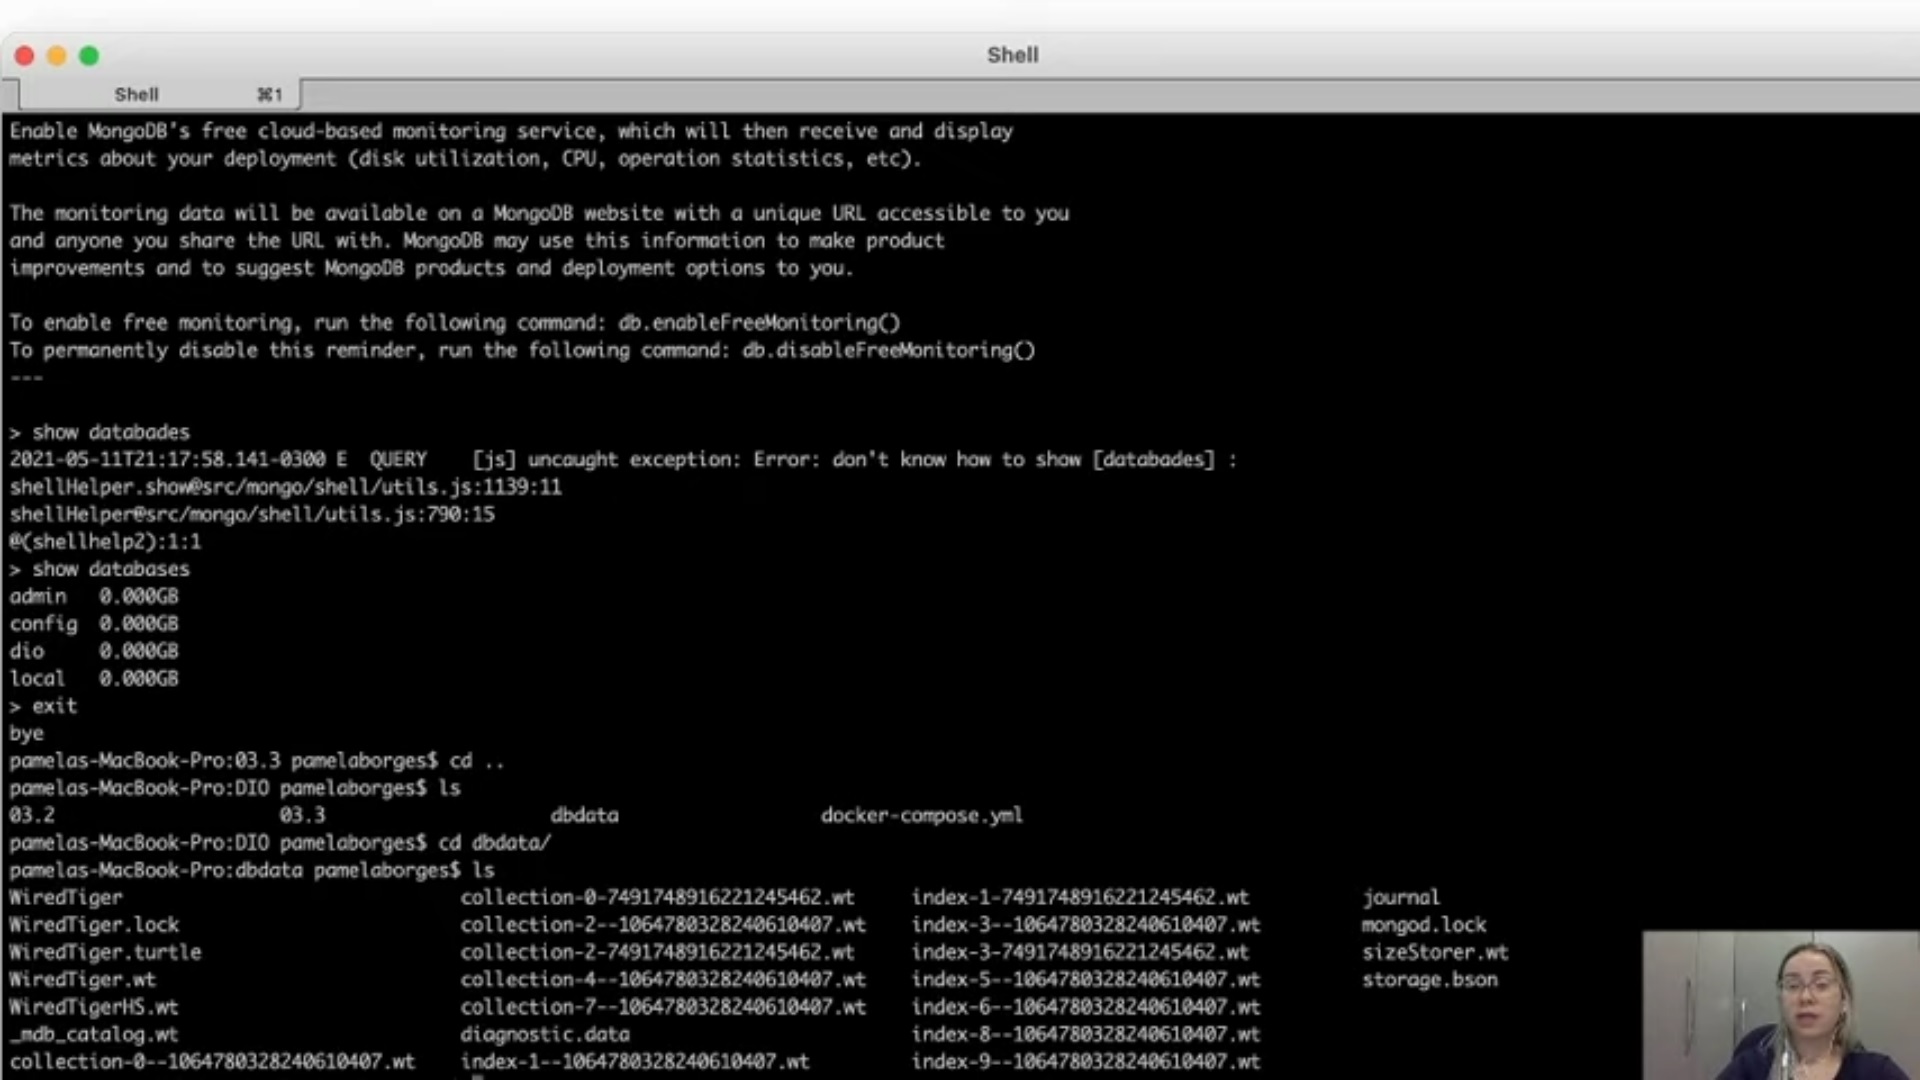 Shell
Shell ⌘1
Enable MongoDB's free cloud-based monitoring service, which will then receive and display
metrics about your deployment (disk utilization, CPU, operation statistics, etc).
The monitoring data will be available on a MongoDB website with a unique URL accessible to you
and anyone you share the URL with. MongoDB may use this information to make product
improvements and to suggest MongoDB products and deployment options to you.
To enable free monitoring, run the following command: db.enableFreeMonitoring()
To permanently disable this reminder, run the following command: db.disableFreeMonitoring()
---
> show databades
2021-05-11T21:17:58.141-0300 E  QUERY    [js] uncaught exception: Error: don't know how to show [databades] :
shellHelper.show@src/mongo/shell/utils.js:1139:11
shellHelper@src/mongo/shell/utils.js:790:15
@(shellhelp2):1:1
> show databases
admin   0.000GB
config  0.000GB
dio     0.000GB
local   0.000GB
> exit
bye
pamelas-MacBook-Pro:03.3 pamelaborges$ cd ..
pamelas-MacBook-Pro:DIO pamelaborges$ ls
03.2 03.3 dbdata docker-compose.yml
pamelas-MacBook-Pro:DIO pamelaborges$ cd dbdata/
pamelas-MacBook-Pro:dbdata pamelaborges$ ls
WiredTiger collection-0-7491748916221245462.wt index-1-7491748916221245462.wt journal
WiredTiger.lock collection-2--1064780328240610407.wt index-3--1064780328240610407.wt mongod.lock
WiredTiger.turtle collection-2-7491748916221245462.wt index-3-7491748916221245462.wt sizeStorer.wt
WiredTiger.wt collection-4--1064780328240610407.wt index-5--1064780328240610407.wt storage.bson
WiredTigerHS.wt collection-7--1064780328240610407.wt index-6--1064780328240610407.wt
_mdb_catalog.wt diagnostic.data index-8--1064780328240610407.wt
collection-0--1064780328240610407.wt index-1--1064780328240610407.wt index-9--1064780328240610407.wt